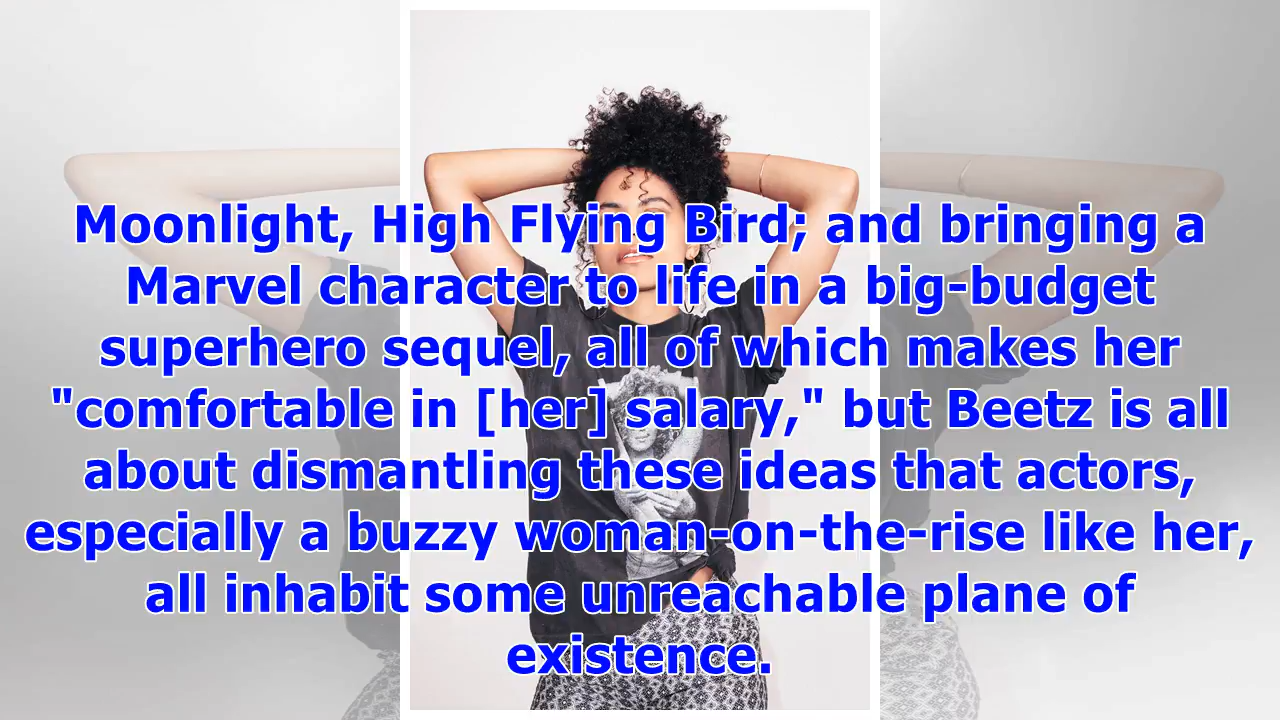 Moonlight, High Flying Bird; and bringing a
Marvel character to life in a big-budget
superhero sequel, all of which makes her
"comfortable in [her] salary," but Beetz is all
about dismantling these ideas that actors,
especially a buzzy woman-on-the-rise like her,
all inhabit some unreachable plane of
existence.